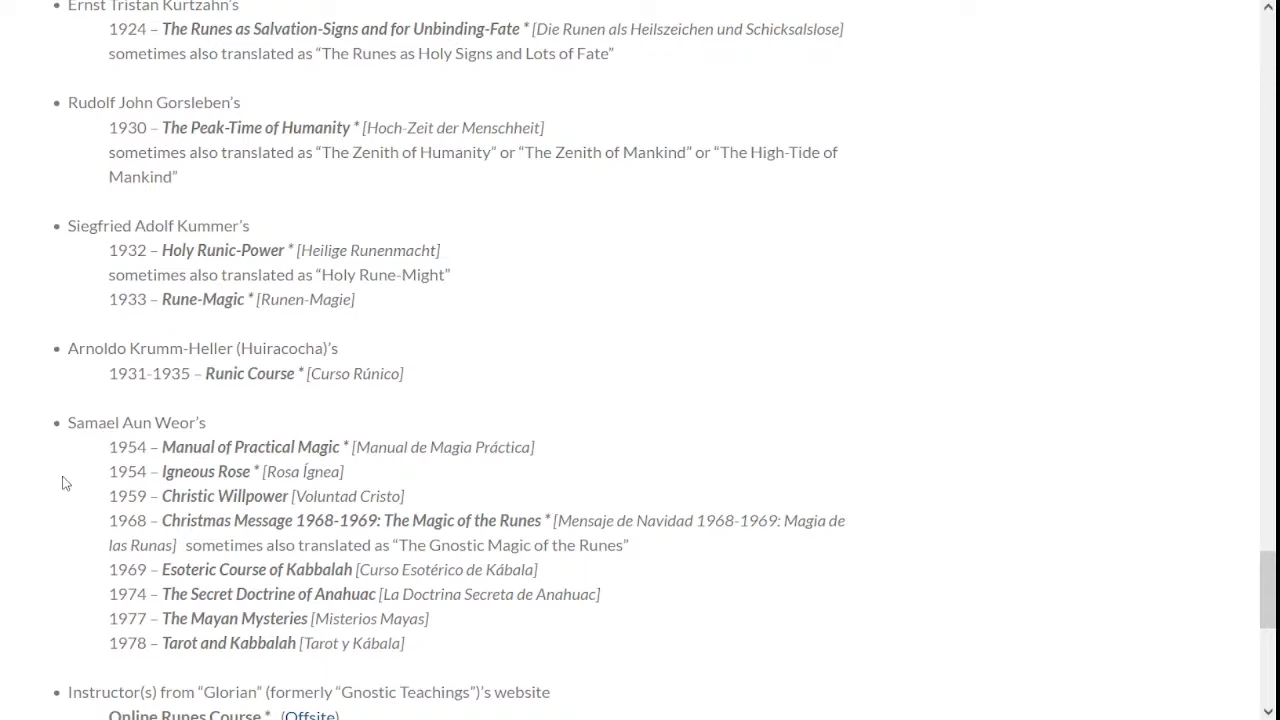 • Ernst Tristan Kurtzahn’s
1924 – The Runes as Salvation-Signs and for Unbinding-Fate * [Die Runen als Heilszeichen und Schicksalslose]
sometimes also translated as “The Runes as Holy Signs and Lots of Fate”
• Rudolf John Gorsleben’s
1930 – The Peak-Time of Humanity * [Hoch-Zeit der Menschheit]
sometimes also translated as “The Zenith of Humanity“ or “The Zenith of Mankind” or “The High-Tide of
Mankind”
• Siegfried Adolf Kummer’s
1932 – Holy Runic-Power * [Heilige Runenmacht]
sometimes also translated as “Holy Rune-Might”
1933 – Rune-Magic * [Runen-Magie]
• Arnoldo Krumm-Heller (Huiracocha)’s
1931-1935 – Runic Course * [Curso Rúnico]
• Samael Aun Weor’s
1954 – Manual of Practical Magic * [Manual de Magia Práctica]
1954 – Igneous Rose * [Rosa Ígnea]
1959 – Christic Willpower [Voluntad Cristo]
1968 – Christmas Message 1968-1969: The Magic of the Runes * [Mensaje de Navidad 1968-1969: Magia de
las Runas] sometimes also translated as “The Gnostic Magic of the Runes”
1969 – Esoteric Course of Kabbalah [Curso Esotérico de Kábala]
1974 – The Secret Doctrine of Anahuac [La Doctrina Secreta de Anahuac]
1977 – The Mayan Mysteries [Misterios Mayas]
1978 – Tarot and Kabbalah [Tarot y Kábala]
• Instructor(s) from “Glorian” (formerly “Gnostic Teachings”)’s website
Online Runes Course * (Offsite)